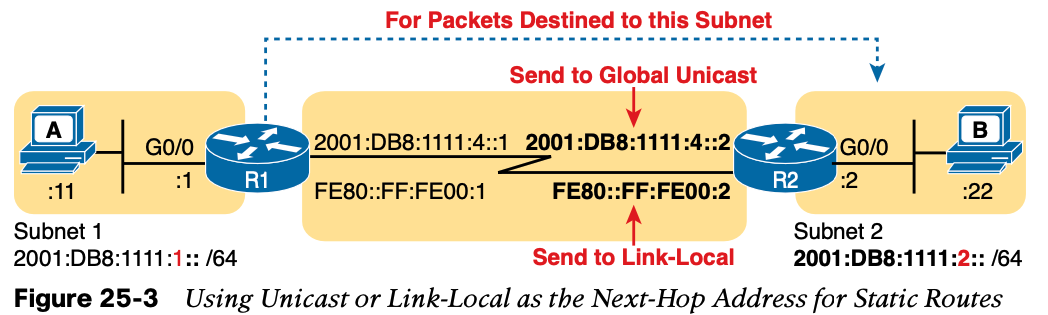 For Packets Destined to this Subnet
Send to Global Unicast
A
B
G0/0
2001:DB8:1111:4::1
2001:DB8:1111:4::2
G0/0
:11
:1
R1
FE80::FF:FE00:1
FE80::FF:FE00:2
R2
:2
:22
Subnet 1
Send to Link-Local
Subnet 2
2001:DB8:1111:1:: /64
2001:DB8:1111:2:: /64
Figure 25-3 Using Unicast or Link-Local as the Next-Hop Address for Static Routes